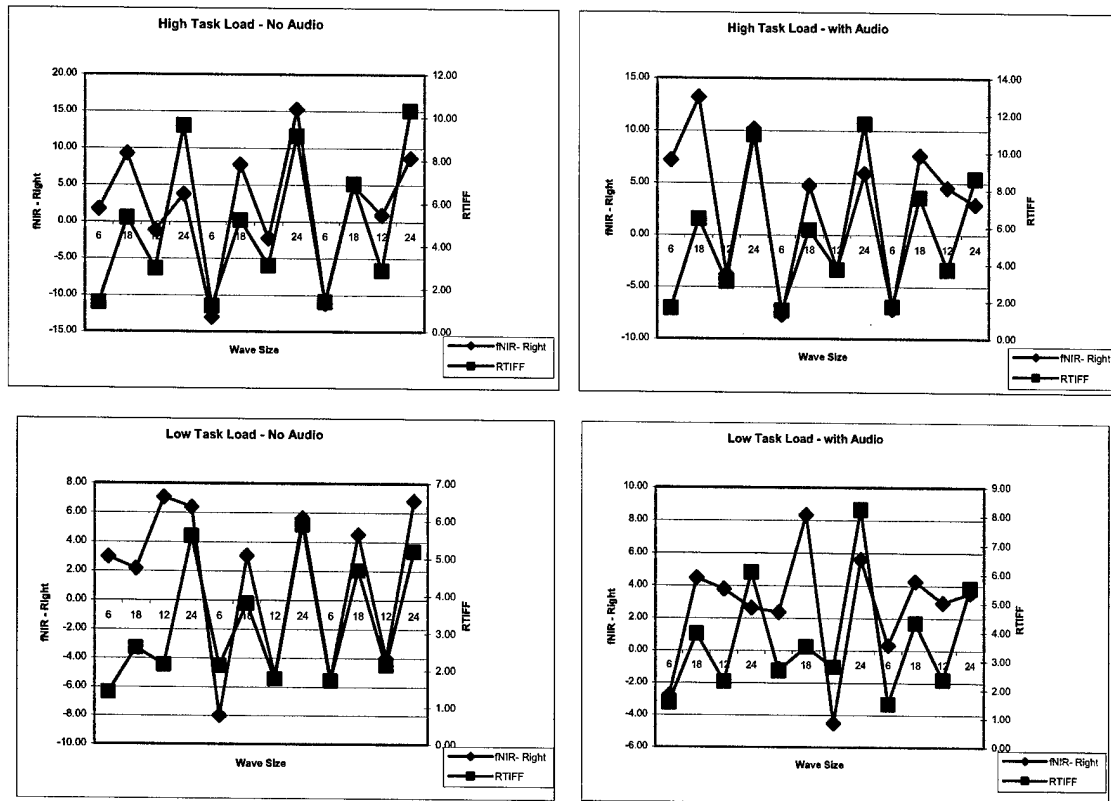 High Task Load - No Audio
20.00
15.00
10.00
5.00
0.00
-5.00
-10.00
-15.00
fNIR - Right
12.00
10.00
8.00
6.00
4.00
2.00
0.00
RTIFF
6 18 12 24 6 18 12 24 6 18 12 24
Wave Size
fNIR- Right
RTIFF
High Task Load - with Audio
15.00
10.00
5.00
0.00
-5.00
-10.00
fNIR - Right
14.00
12.00
10.00
8.00
6.00
4.00
2.00
0.00
RTIFF
6 18 12 24 6 18 12 24 6 18 12 24
Wave Size
fNIR- Right
RTIFF
Low Task Load - No Audio
8.00
6.00
4.00
2.00
0.00
-2.00
-4.00
-6.00
-8.00
-10.00
fNIR - Right
7.00
6.00
5.00
4.00
3.00
2.00
1.00
0.00
RTIFF
6 18 12 24 6 18 12 24 6 18 12 24
Wave Size
fNIR- Right
RTIFF
Low Task Load - with Audio
10.00
8.00
6.00
4.00
2.00
0.00
-2.00
-4.00
-6.00
fNIR - Right
9.00
8.00
7.00
6.00
5.00
4.00
3.00
2.00
1.00
0.00
RTIFF
6 18 12 24 6 18 12 24 6 18 12 24
Wave Size
fNIR- Right
RTIFF